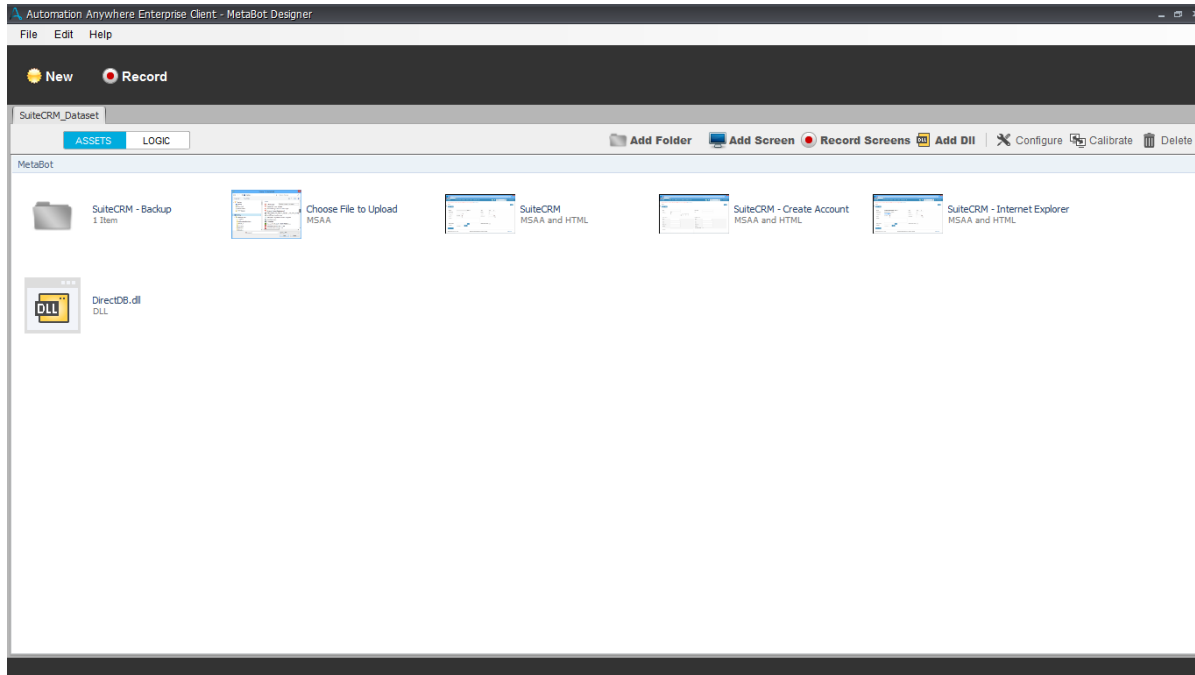 Automation Anywhere Enterprise Client - MetaBot Designer
File Edit Help
New Record
SuiteCRM_Dataset
ASSETS LOGIC Add Folder Add Screen Record Screens Add Dll Configure Calibrate Delete
MetaBot
SuiteCRM - Backup
1 Item
Choose File to Upload
MSAA
SuiteCRM
MSAA and HTML
SuiteCRM - Create Account
MSAA and HTML
SuiteCRM - Internet Explorer
MSAA and HTML
DLL
DirectDB.dll
DLL